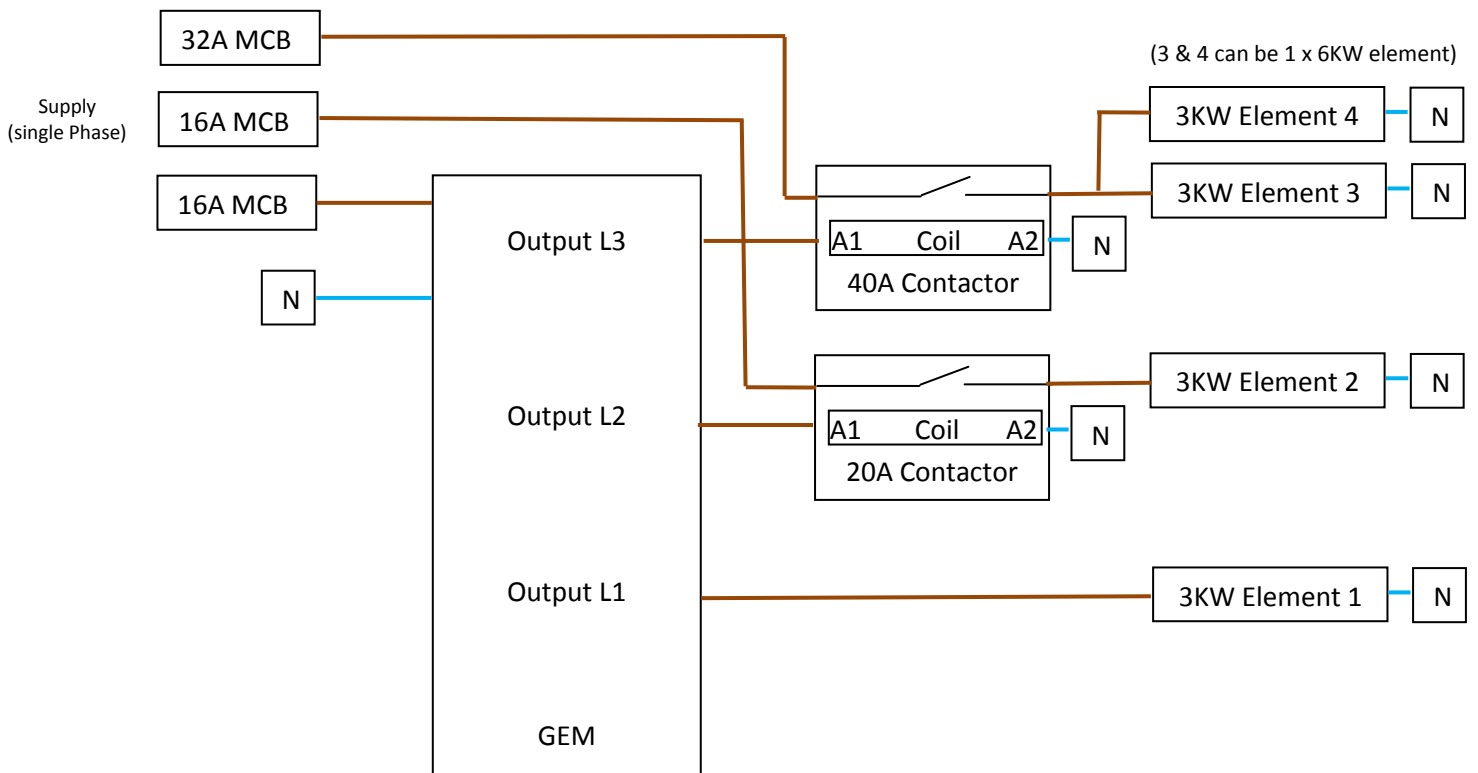 32A MCB
(3 & 4 can be 1 x 6KW element)
Supply
(single Phase)
16A MCB
3KW Element 4
N
16A MCB
3KW Element 3
N
Output L3
A1 Coil A2
N
40A Contactor
N
3KW Element 2
N
Output L2
A1 Coil A2
N
20A Contactor
Output L1
3KW Element 1
N
GEM